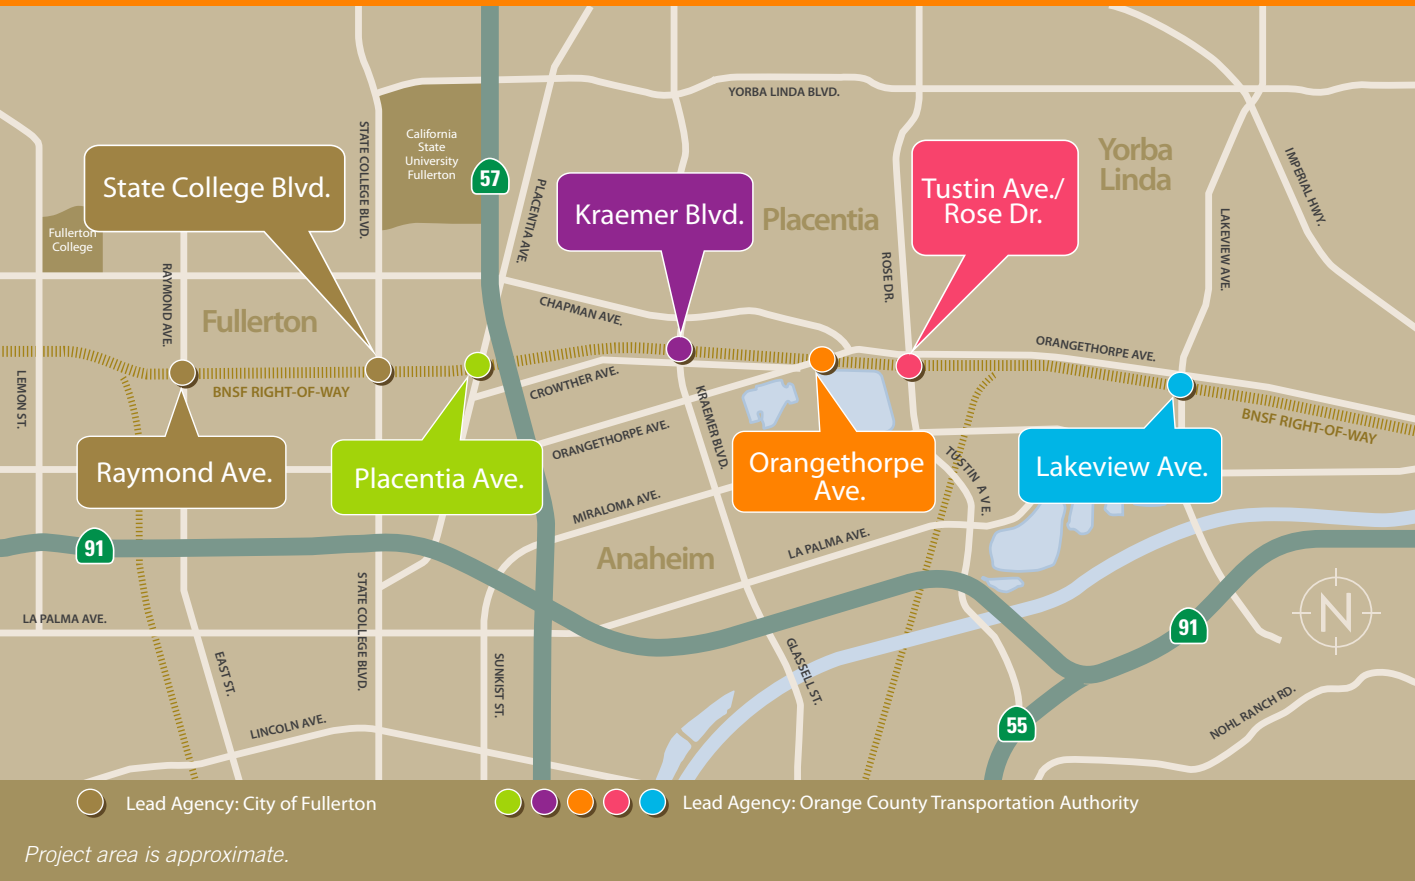 YORBA LINDA BLVD.
STATE COLLEGE BLVD.
California
State
University
Fullerton
57
PLACENTIA AVE.
State College Blvd.
Kraemer Blvd.
Placentia
Tustin Ave./
Rose Dr.
Yorba
Linda
IMPERIAL HWY.
LAKEVIEW AVE.
Fullerton
College
RAYMOND AVE.
ROSE DR.
Fullerton
CHAPMAN AVE.
ORANGETHORPE AVE.
LEMON ST.
BNSF RIGHT-OF-WAY
CROWTHER AVE.
KRAEMER BLVD.
BNSF RIGHT-OF-WAY
ORANGETHORPE AVE.
Raymond Ave.
Placentia Ave.
Orangethorpe
Ave.
TUSTIN AVE.
Lakeview Ave.
MIRALOMA AVE.
91
Anaheim
LA PALMA AVE.
STATE COLLEGE BLVD.
LA PALMA AVE.
N
91
EAST ST.
SUNKIST ST.
GLASSELL ST.
LINCOLN AVE.
55
NOHL RANCH RD.
Lead Agency: City of Fullerton
Lead Agency: Orange County Transportation Authority
Project area is approximate.